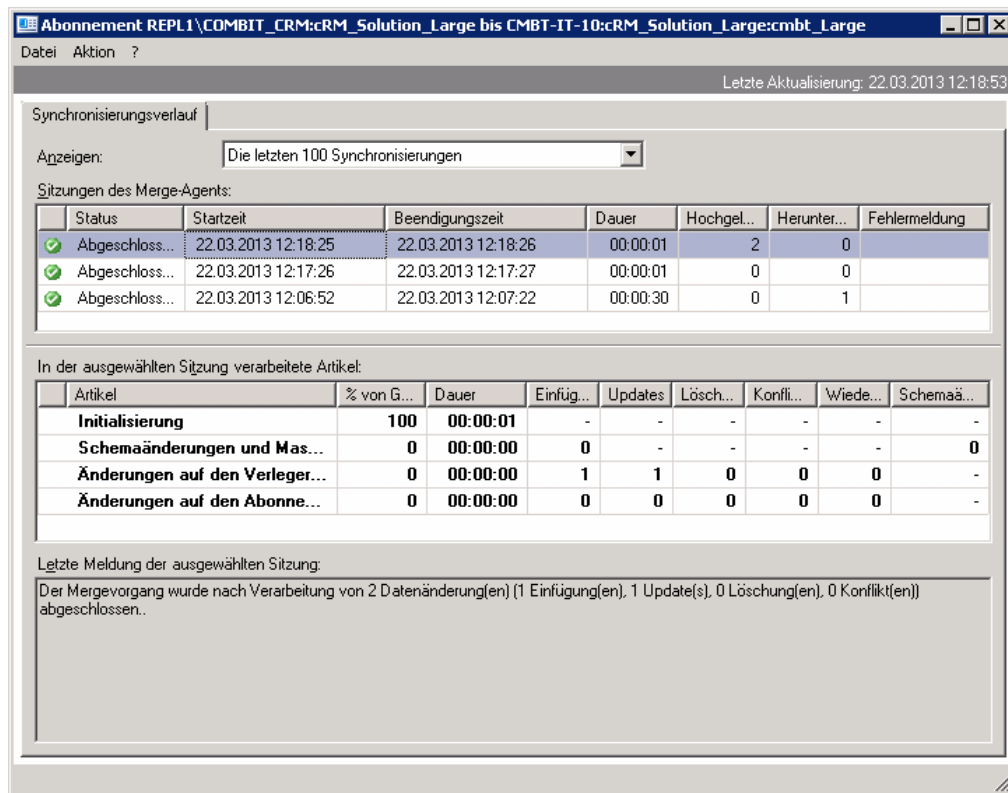 Abonnement REPL1\COMBIT_CRM:cRM_Solution_Large bis CMBT-IT-10:cRM_Solution_Large:cmbt_Large
Datei Aktion ?
Letzte Aktualisierung: 22.03.2013 12:18:53
Synchronisierungsverlauf
Anzeigen: Die letzten 100 Synchronisierungen
Sitzungen des Merge-Agents:
Status Startzeit Beendigungszeit Dauer Hochgel... Herunter... Fehlermeldung
Abgeschloss... 22.03.2013 12:18:25 22.03.2013 12:18:26 00:00:01 2 0
Abgeschloss... 22.03.2013 12:17:26 22.03.2013 12:17:27 00:00:01 0 0
Abgeschloss... 22.03.2013 12:06:52 22.03.2013 12:07:22 00:00:30 0 1
In der ausgewählten Sitzung verarbeitete Artikel:
Artikel % von G... Dauer Einfüg... Updates Lösch... Konfli... Wiede... Schemaä...
Initialisierung 100 00:00:01 - - - - - -
Schemaänderungen und Mas... 0 00:00:00 0 - - - - 0
Änderungen auf den Verleger... 0 00:00:00 1 1 0 0 0 -
Änderungen auf den Abonne... 0 00:00:00 0 0 0 0 0 -
Letzte Meldung der ausgewählten Sitzung:
Der Mergevorgang wurde nach Verarbeitung von 2 Datenänderung(en) (1 Einfügung(en), 1 Update(s), 0 Löschung(en), 0 Konflikt(en))
abgeschlossen..